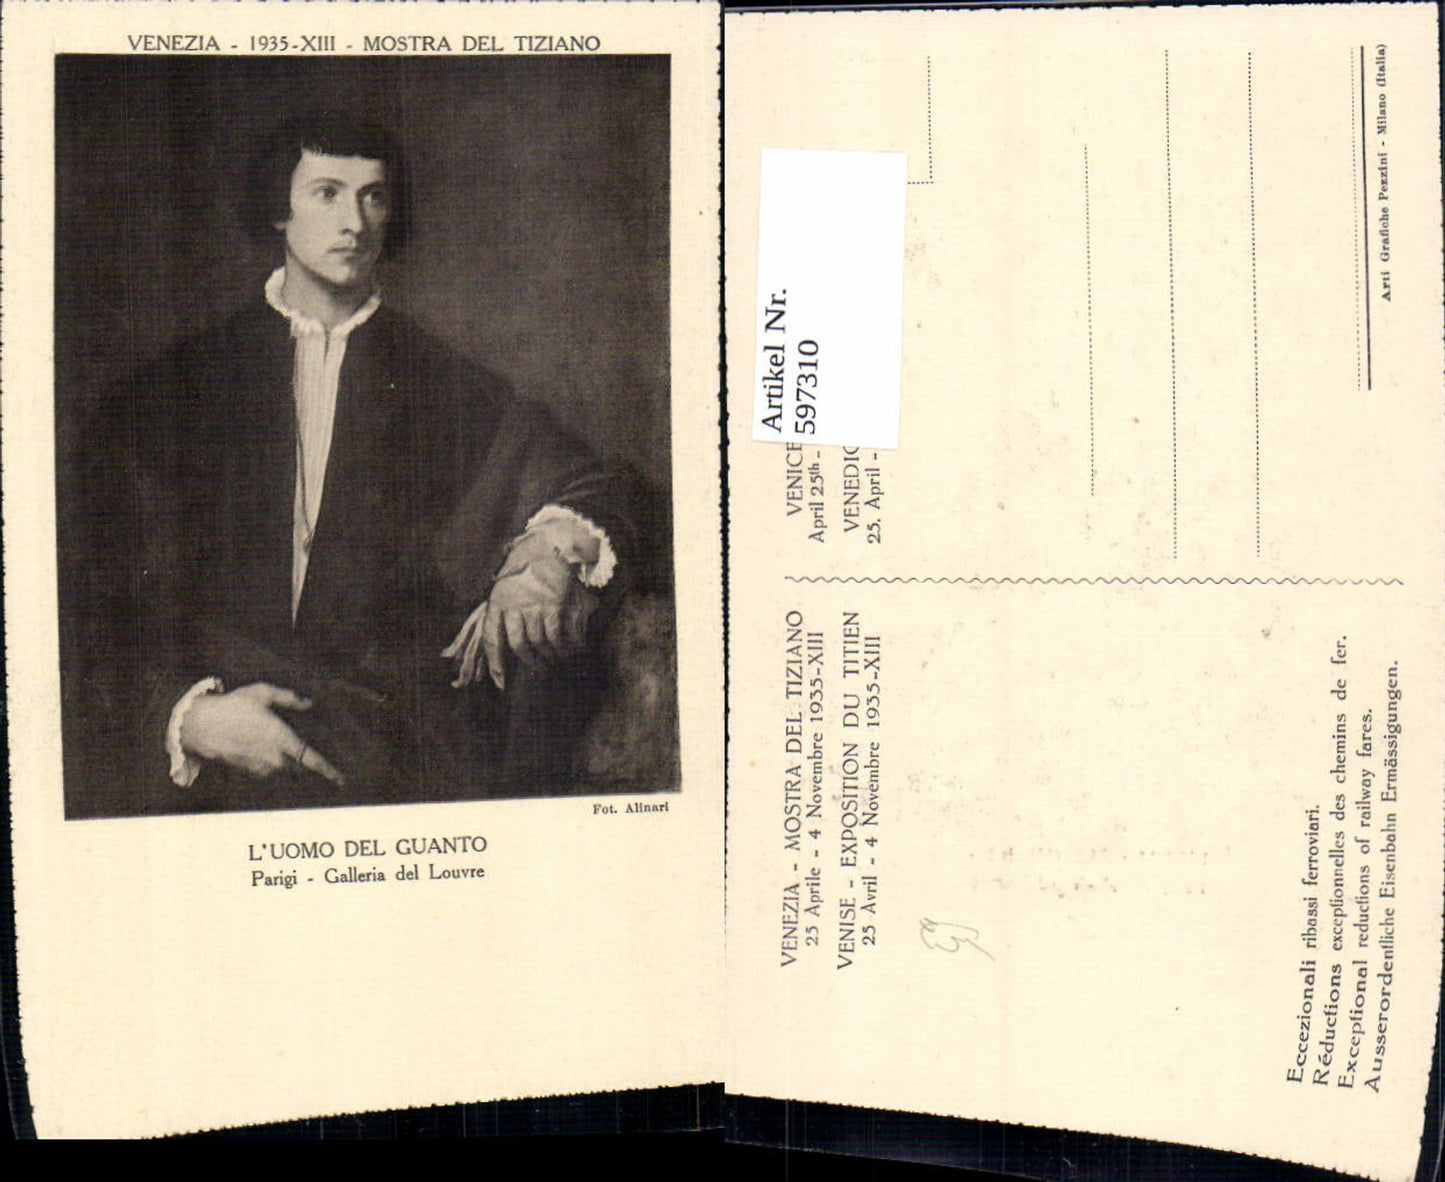 VENEZIA - 1935-XIII - MOSTRA DEL TIZIANO
Fot. Alinari
L'UOMO DEL GUANTO
Parigi - Galleria del Louvre
Artikel Nr.
597310
VENEZIA - MOSTRA DEL TIZIANO
25 Aprile - 4 Novembre 1935-XIII
VENISE - EXPOSITION DU TITIEN
25 Avril - 4 Novembre 1935-XIII
VENICE
April 25th -
VENEDIG
25. April -
Eccezionali ribassi ferroviari.
Réductions exceptionnelles des chemins de fer.
Exceptional reductions of railway fares.
Ausserordentliche Eisenbahn Ermässigungen.
Arti Grafiche Pezzini - Milano (Italia)